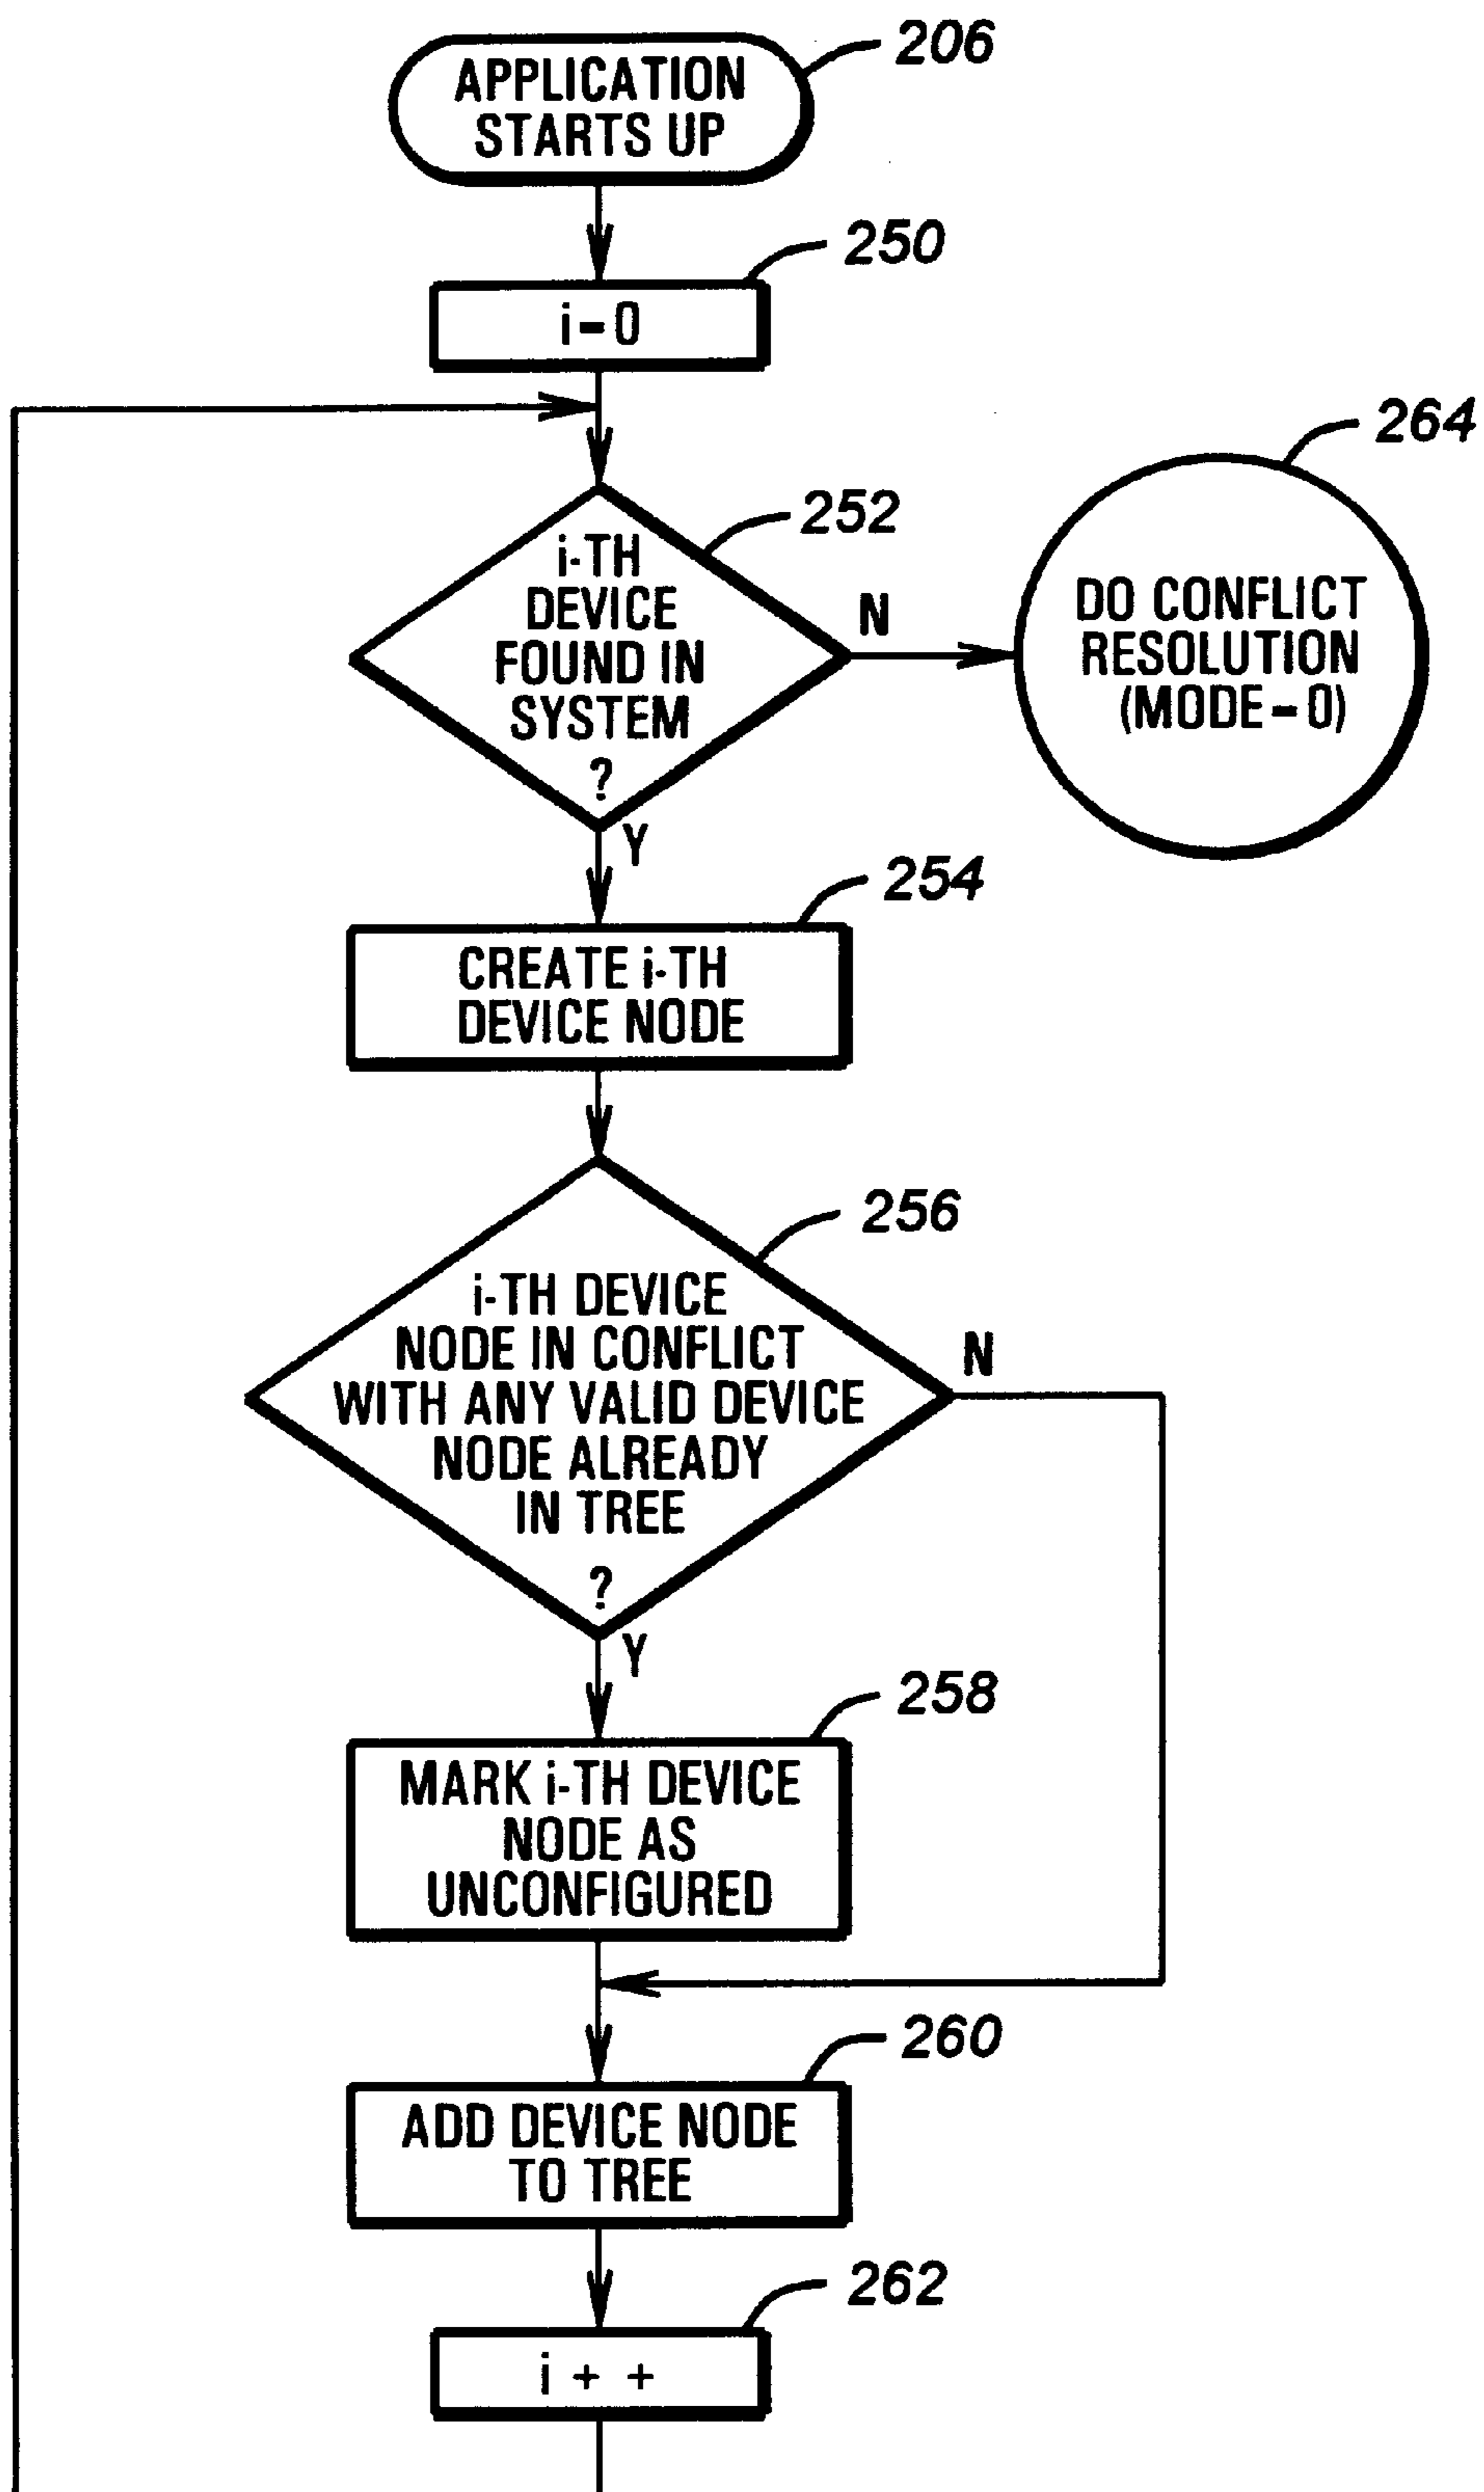 206
APPLICATION
STARTS UP
250
i=0
264
252
i-TH
DEVICE
FOUND IN
SYSTEM
?
N
DO CONFLICT
RESOLUTION
(MODE=0)
Y
254
CREATE i-TH
DEVICE NODE
256
i-TH DEVICE
NODE IN CONFLICT
WITH ANY VALID DEVICE
NODE ALREADY
IN TREE
?
N
Y
258
MARK i-TH DEVICE
NODE AS
UNCONFIGURED
260
ADD DEVICE NODE
TO TREE
262
i + +